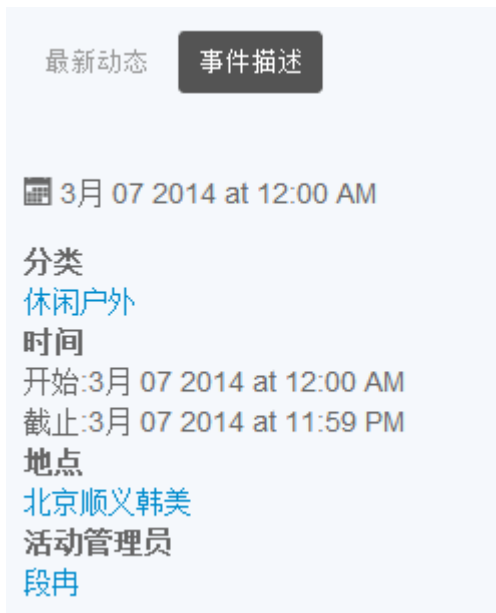 最新动态 事件描述
3月 07 2014 at 12:00 AM
分类
休闲户外
时间
开始:3月 07 2014 at 12:00 AM
截止:3月 07 2014 at 11:59 PM
地点
北京顺义韩美
活动管理员
段冉